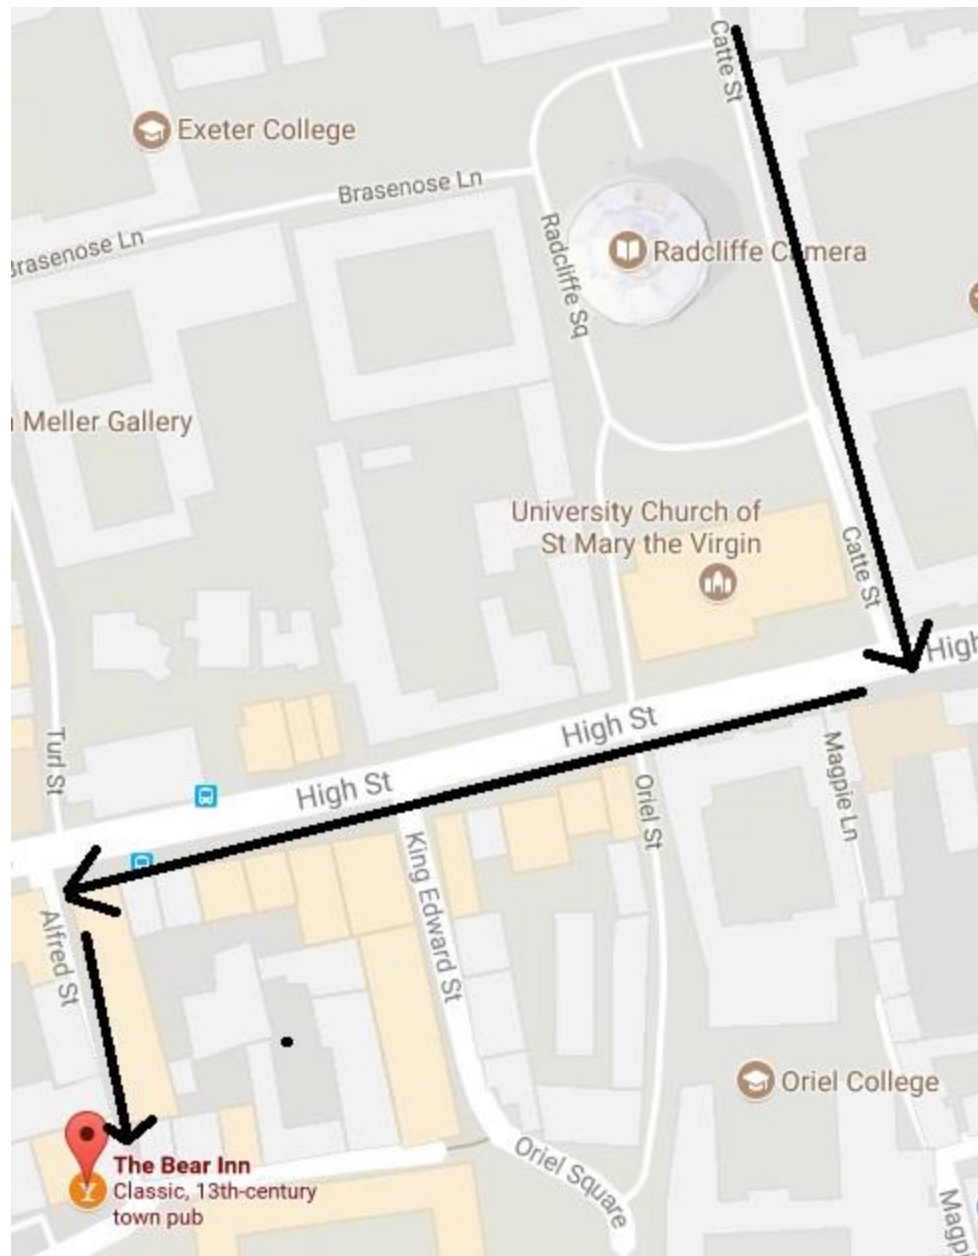 Catte St
Exeter College
Brasenose Ln
Brasenose Ln
Radcliffe Sq
Radcliffe Camera
Meller Gallery
University Church of
St Mary the Virgin
Catte St
High
High St
High St
Turl St
Magpie Ln
Oriel St
King Edward St
Alfred St
Oriel College
The Bear Inn
Classic, 13th-century
town pub
Oriel Square
Magp